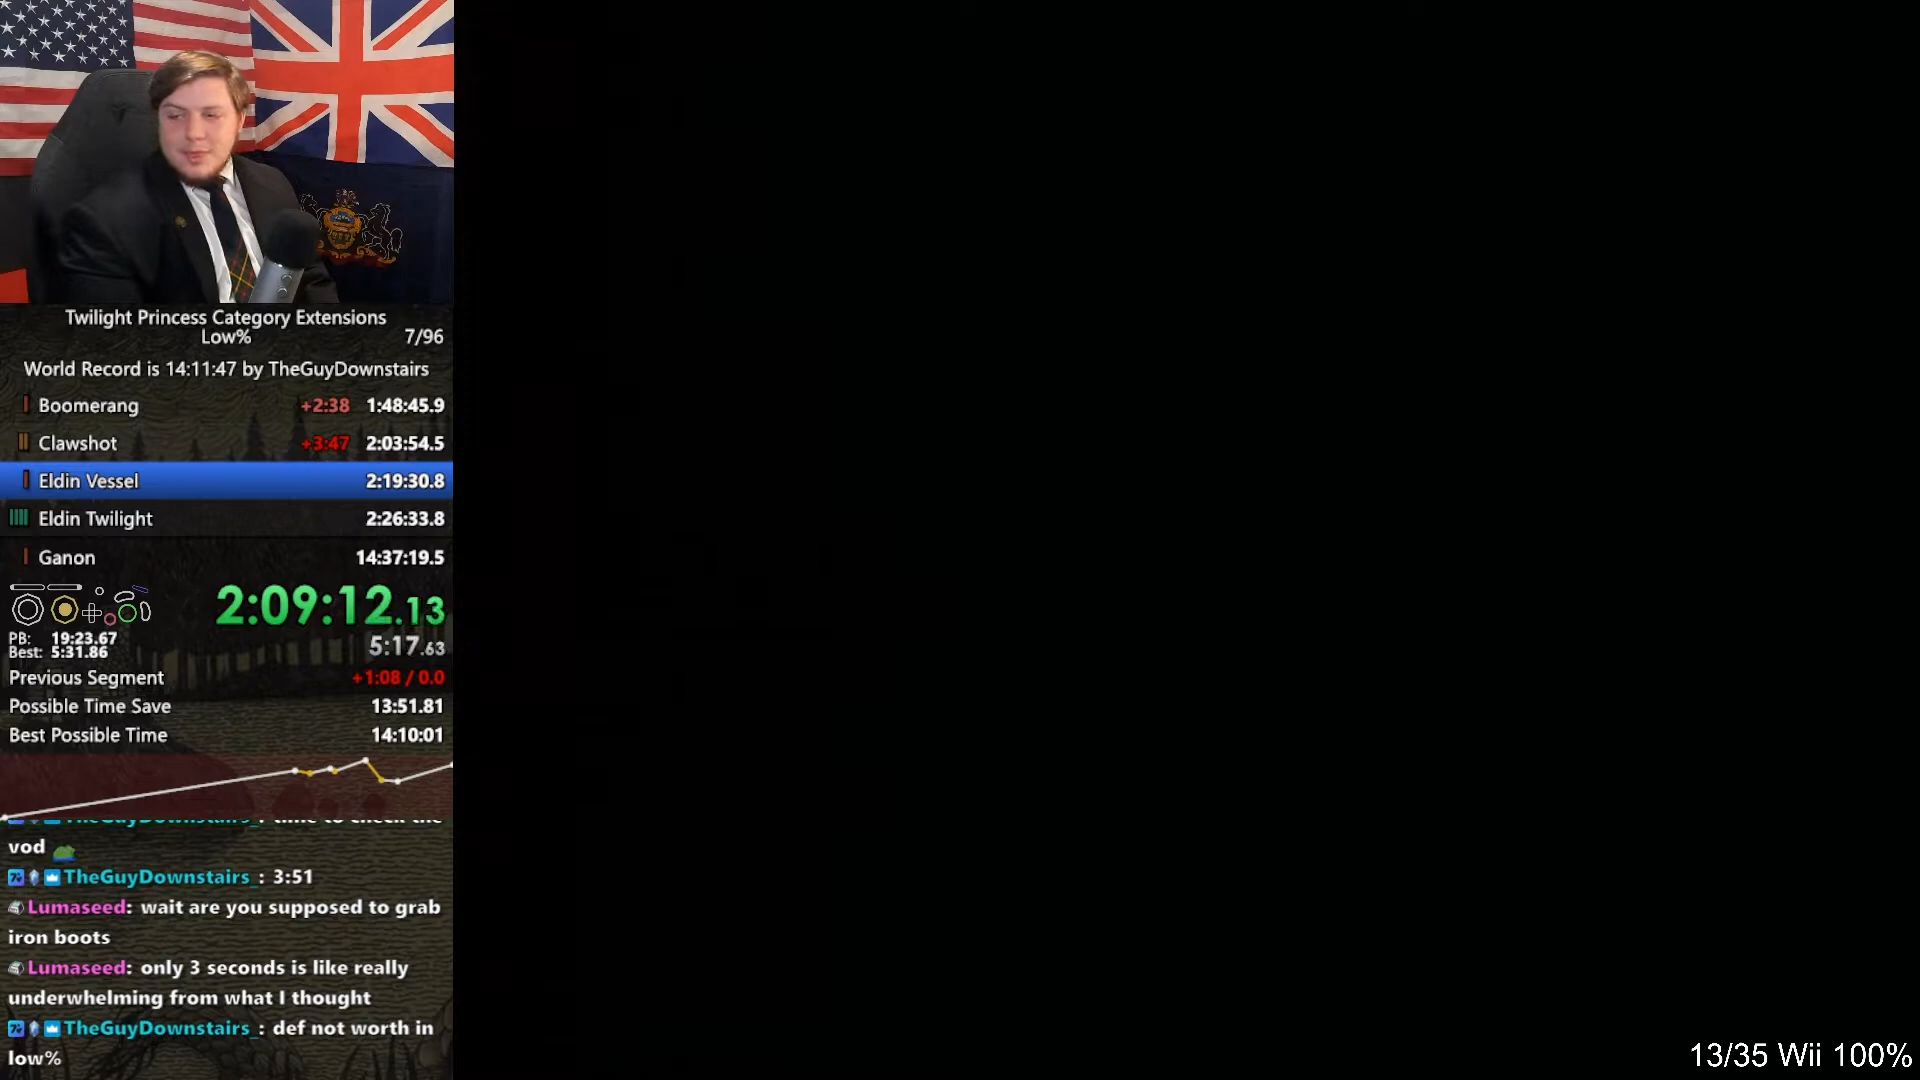 Twilight Princess Category Extensions
Low% 7/96
World Record is 14:11:47 by TheGuyDownstairs
Boomerang +2:38 1:48:45.9
Clawshot +3:47 2:03:54.5
Eldin Vessel 2:19:30.8
Eldin Twilight 2:26:33.8
Ganon 14:37:19.5
2:09:12.13
PB: 19:23.67
Best: 5:31.86
5:17.63
Previous Segment +1:08 / 0.0
Possible Time Save 13:51.81
Best Possible Time 14:10:01
TheGuyDownstairs_: time to check the
vod
TheGuyDownstairs_: 3:51
Lumaseed: wait are you supposed to grab
iron boots
Lumaseed: only 3 seconds is like really
underwhelming from what I thought
TheGuyDownstairs_: def not worth in
low%
13/35 Wii 100%